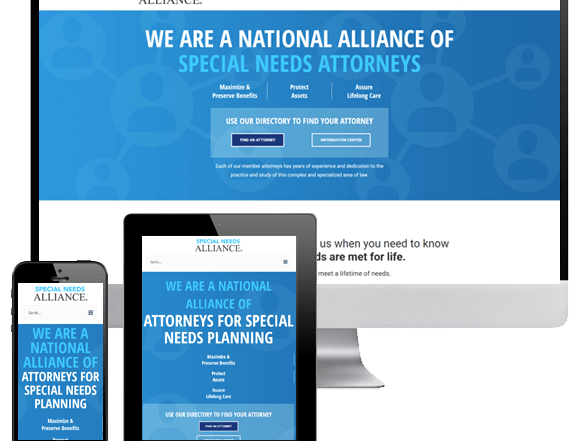 ALLIANCE.
WE ARE A NATIONAL ALLIANCE OF
SPECIAL NEEDS ATTORNEYS
Maximize &
Preserve Benefits
Protect
Assets
Assure
Lifelong Care
USE OUR DIRECTORY TO FIND YOUR ATTORNEY
FIND AN ATTORNEY
INFORMATION CENTER
Each of our member attorneys has years of experience and dedication to the
practice and study of this complex and specialized area of law.
us when you need to know
ds are met for life.
meet a lifetime of needs.
SPECIAL NEEDS
ALLIANCE.
Go to...
WE ARE A NATIONAL
ALLIANCE OF
ATTORNEYS FOR SPECIAL
NEEDS PLANNING
Maximize &
Preserve Benefits
Protect
Assets
Assure
Lifelong Care
USE OUR DIRECTORY TO FIND YOUR ATTORNEY
FIND AN ATTORNEY
SPECIAL NEEDS
ALLIANCE.
Go to...
WE ARE A
NATIONAL
ALLIANCE OF
ATTORNEYS FOR
SPECIAL NEEDS
PLANNING
Maximize &
Preserve Benefits
Protect